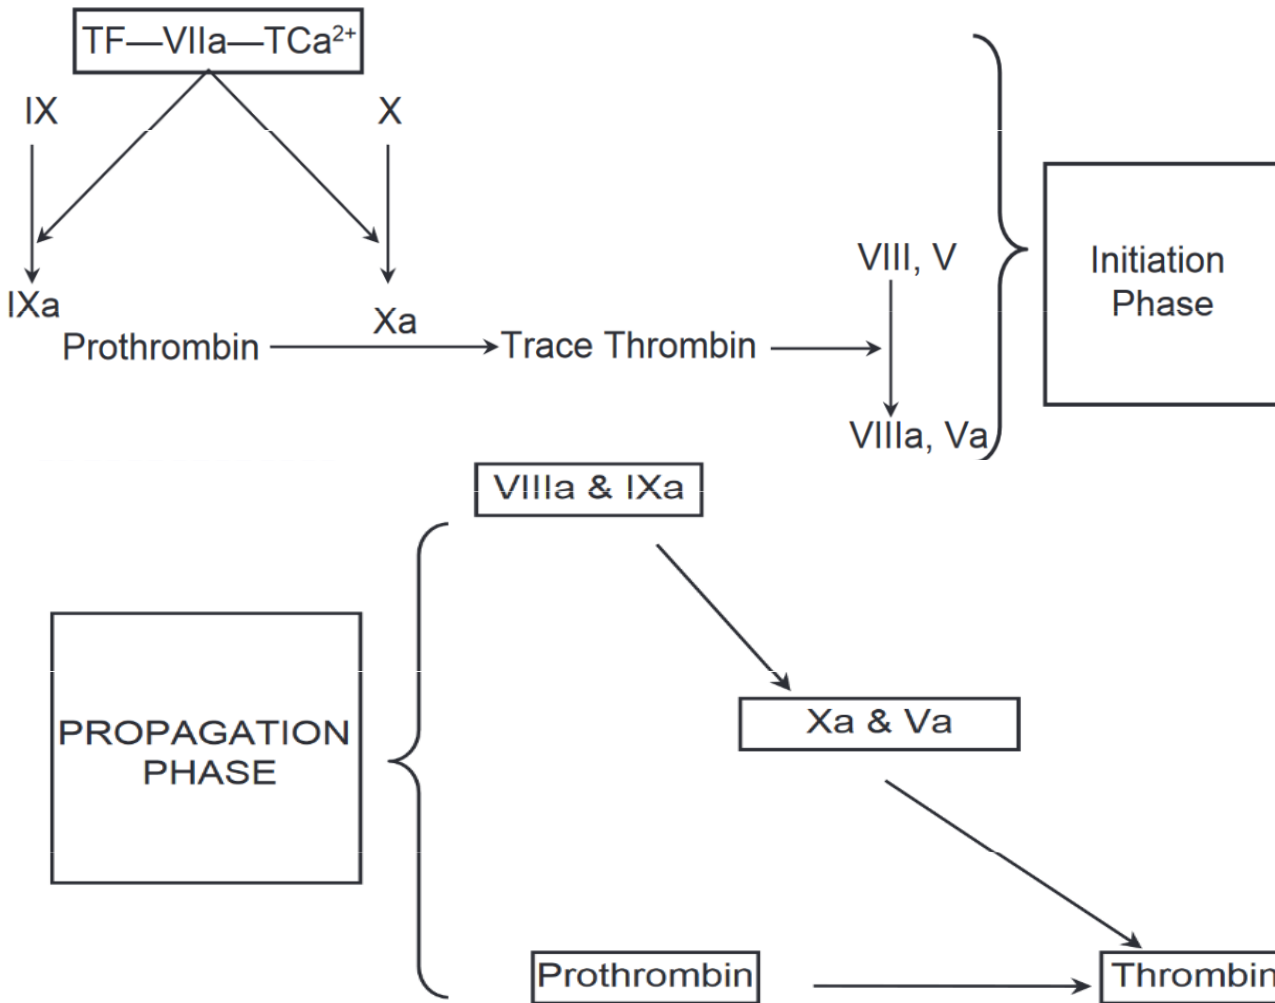 TF—VIIa—TCa²⁺
IX
X
IXa
Xa
Prothrombin
Trace Thrombin
VIII, V
VIIIa, Va
Initiation
Phase
VIIIa & IXa
PROPAGATION
PHASE
Xa & Va
Prothrombin
Thrombin